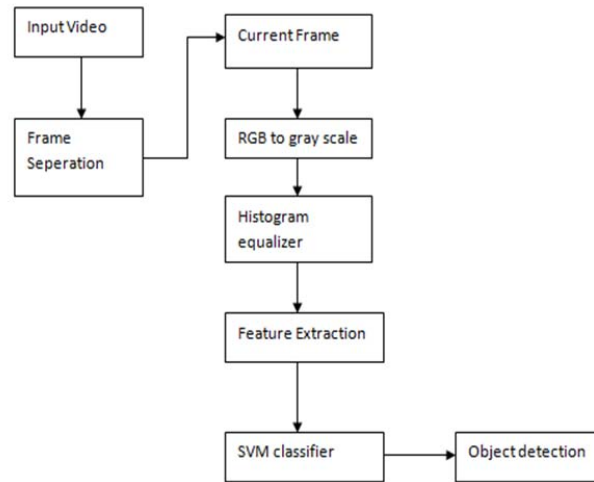 Input Video
Frame
Seperation
Current Frame
RGB to gray scale
Histogram
equalizer
Feature Extraction
SVM classifier
Object detection